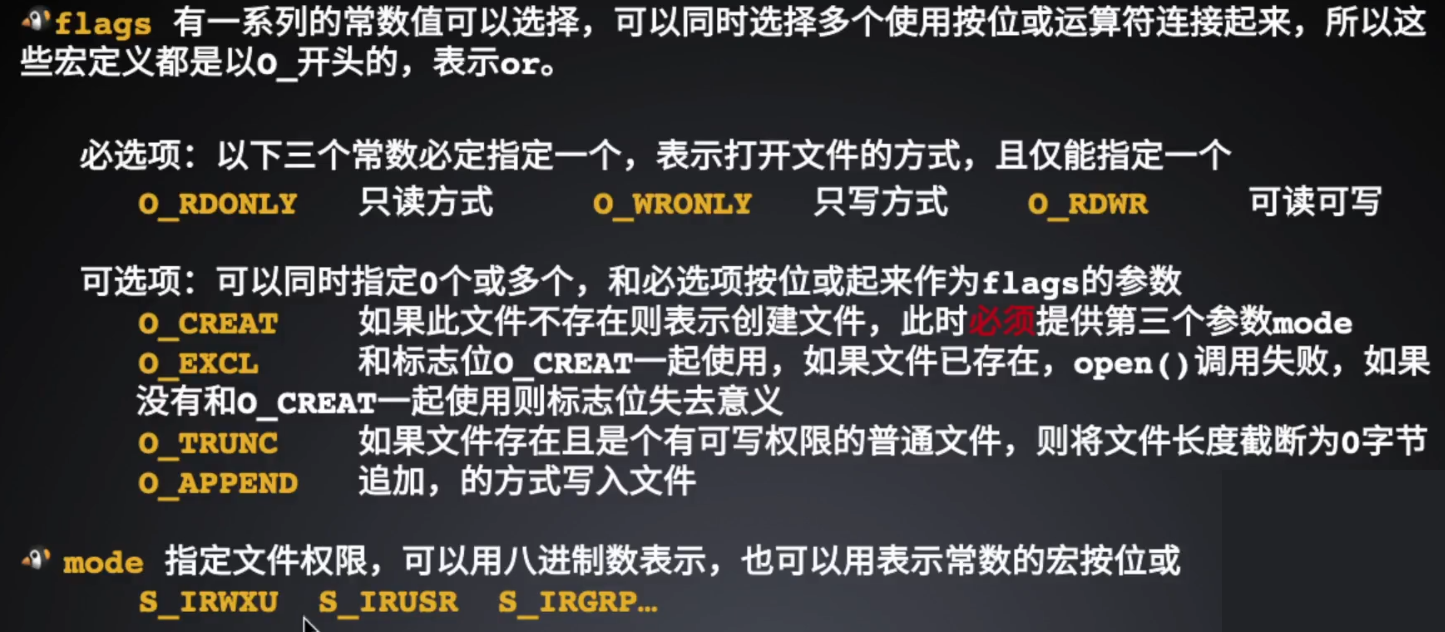 flags 有一系列的常数值可以选择，可以同时选择多个使用按位或运算符连接起来，所以这
些宏定义都是以O_开头的，表示or。
必选项：以下三个常数必定指定一个，表示打开文件的方式，且仅能指定一个
O_RDONLY 只读方式 O_WRONLY 只写方式 O_RDWR 可读可写
可选项：可以同时指定0个或多个，和必选项按位或起来作为flags的参数
O_CREAT 如果此文件不存在则表示创建文件，此时必须提供第三个参数mode
O_EXCL 和标志位O_CREAT一起使用，如果文件已存在，open()调用失败，如果
没有和O_CREAT一起使用则标志位失去意义
O_TRUNC 如果文件存在且是个有可写权限的普通文件，则将文件长度截断为0字节
O_APPEND 追加，的方式写入文件
mode 指定文件权限，可以用八进制数表示，也可以用表示常数的宏按位或
S_IRWXU S_IRUSR S_IRGRP…